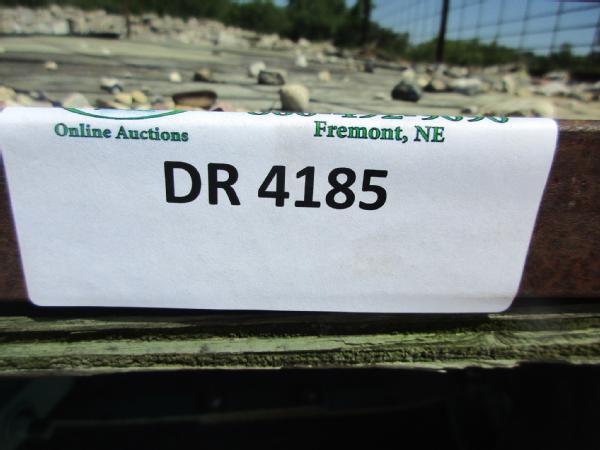 Online Auctions
Fremont, NE
DR 4185